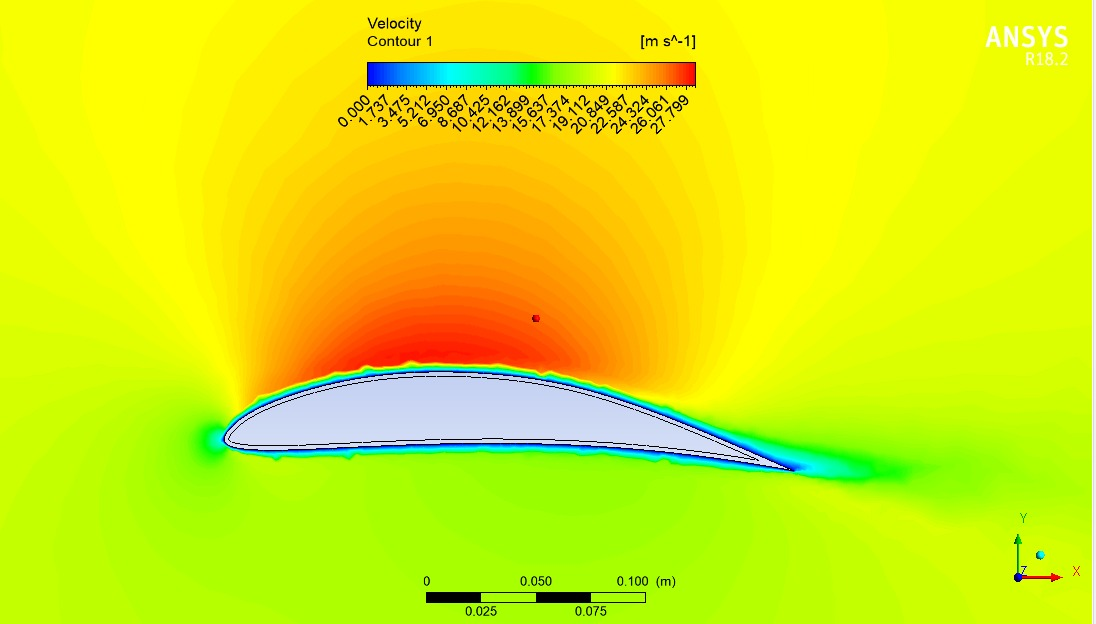 Velocity
Contour 1 [m s^-1]
ANSYS
R18.2
0.000 1.737 3.475 5.212 6.950 8.687 10.425 12.162 13.899 15.637 17.374 19.112 20.849 22.587 24.324 26.061 27.799
Y
Z X
0 0.050 0.100 (m)
0.025 0.075